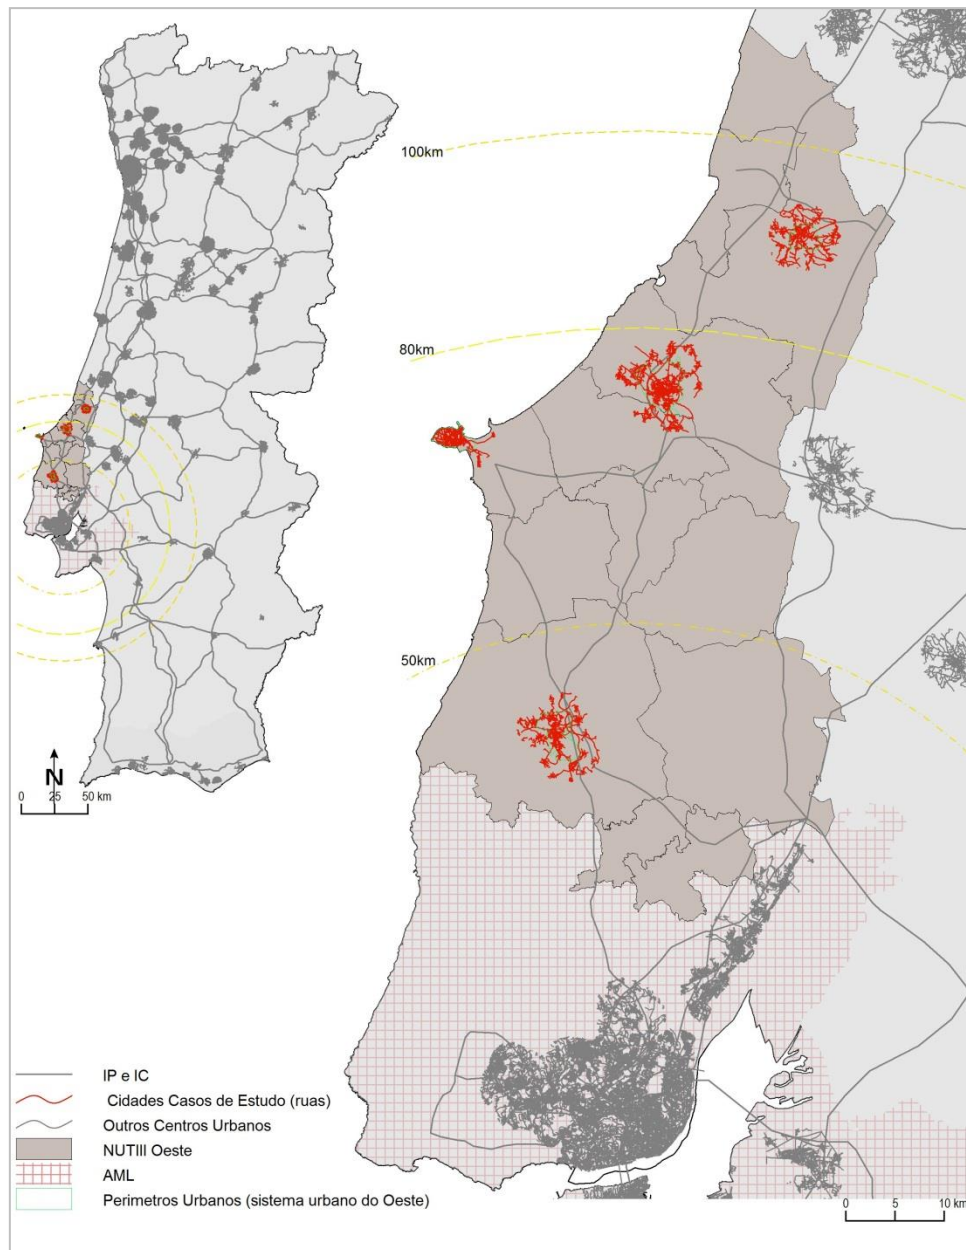 100km
80km
50km
N
0 25 50 km
IP e IC
Cidades Casos de Estudo (ruas)
Outros Centros Urbanos
NUTIII Oeste
AML
Perimetros Urbanos (sistema urbano do Oeste)
0 5 10 km